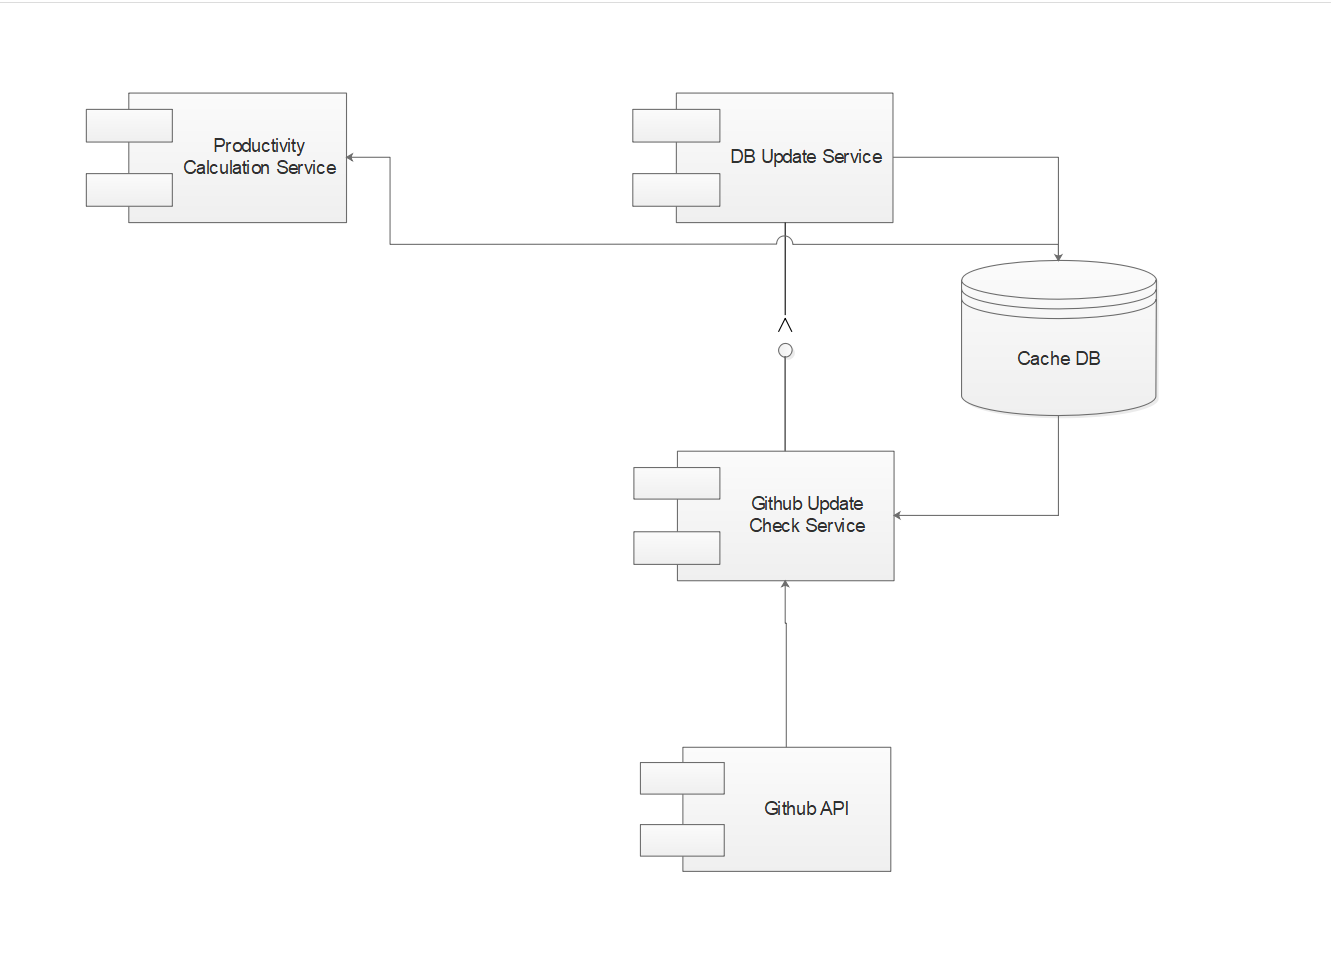 Productivity
Calculation Service
DB Update Service
Cache DB
Github Update
Check Service
Github API